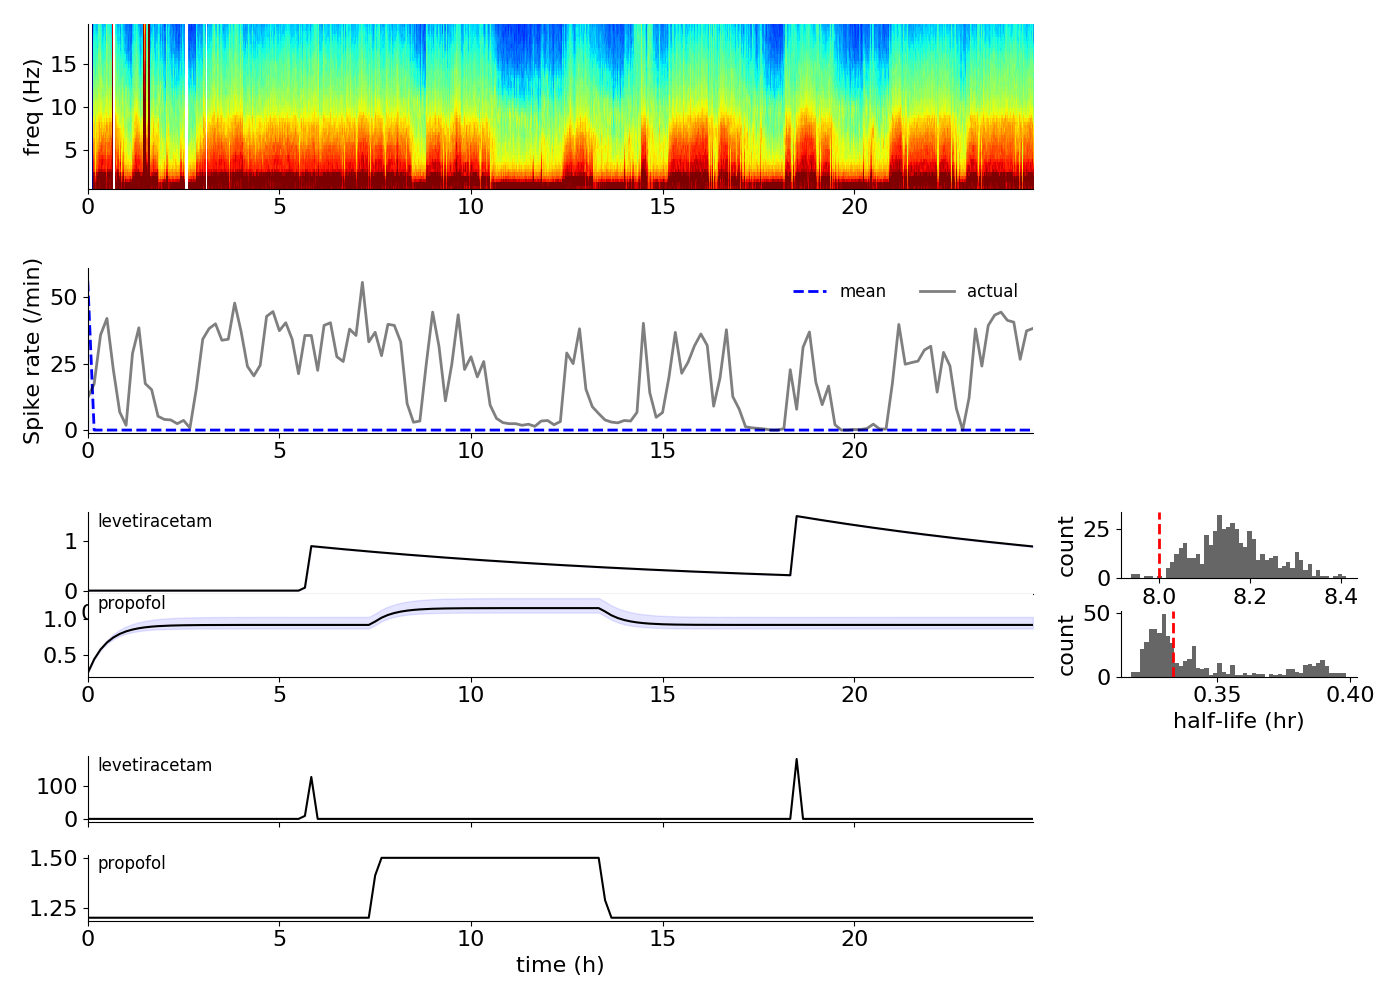 freq (Hz)
15
10
5
0 5 10 15 20
Spike rate (/min)
50
25
0
mean actual
0 5 10 15 20
levetiracetam
1
0
count
25
0
8.0 8.2 8.4
propofol
1.0
0.5
0 5 10 15 20
count
50
0
0.35 0.40
half-life (hr)
levetiracetam
100
0
propofol
1.50
1.25
0 5 10 15 20
time (h)